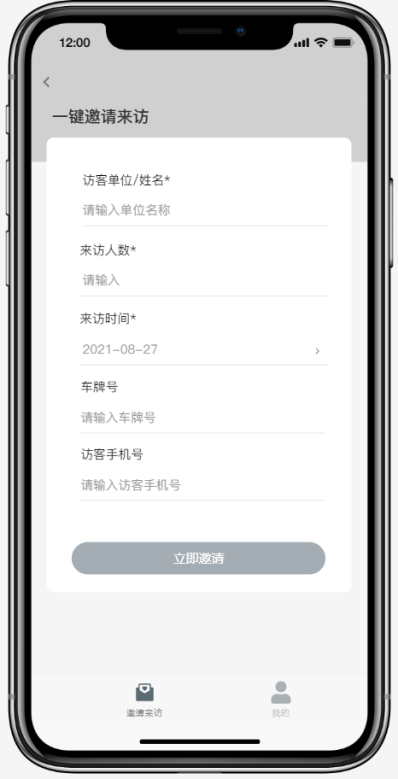 12:00
一键邀请来访
访客单位/姓名*
请输入单位名称
来访人数*
请输入
来访时间*
2021-08-27
车牌号
请输入车牌号
访客手机号
请输入访客手机号
立即邀请
邀请来访
我的